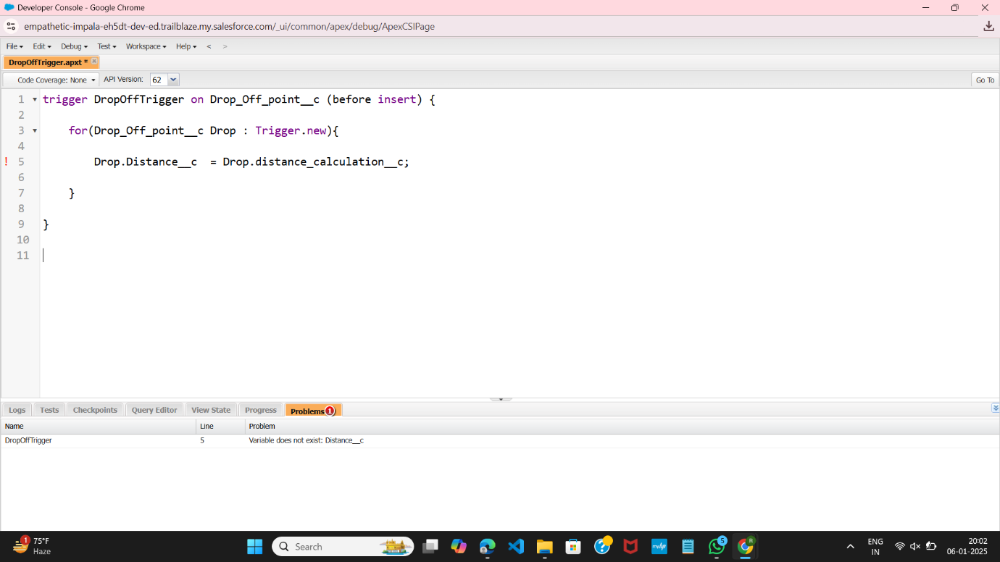 Developer Console - Google Chrome
empathetic-impala-eh5dt-dev-ed.trailblaze.my.salesforce.com/_ui/common/apex/debug/ApexCSIPage
File Edit Debug Test Workspace Help < >
DropOffTrigger.apxt *
Code Coverage: None API Version: 62 Go To
1 trigger DropOffTrigger on Drop_Off_point__c (before insert) {
2
3 for(Drop_Off_point__c Drop : Trigger.new){
4
! 5 Drop.Distance__c = Drop.distance_calculation__c;
6
7 }
8
9 }
10
11
Logs Tests Checkpoints Query Editor View State Progress Problems 1
Name Line Problem
DropOffTrigger 5 Variable does not exist: Distance__c
1 75°F
Haze
Search
myhp
5
R
ENG
IN
20:02
06-01-2025